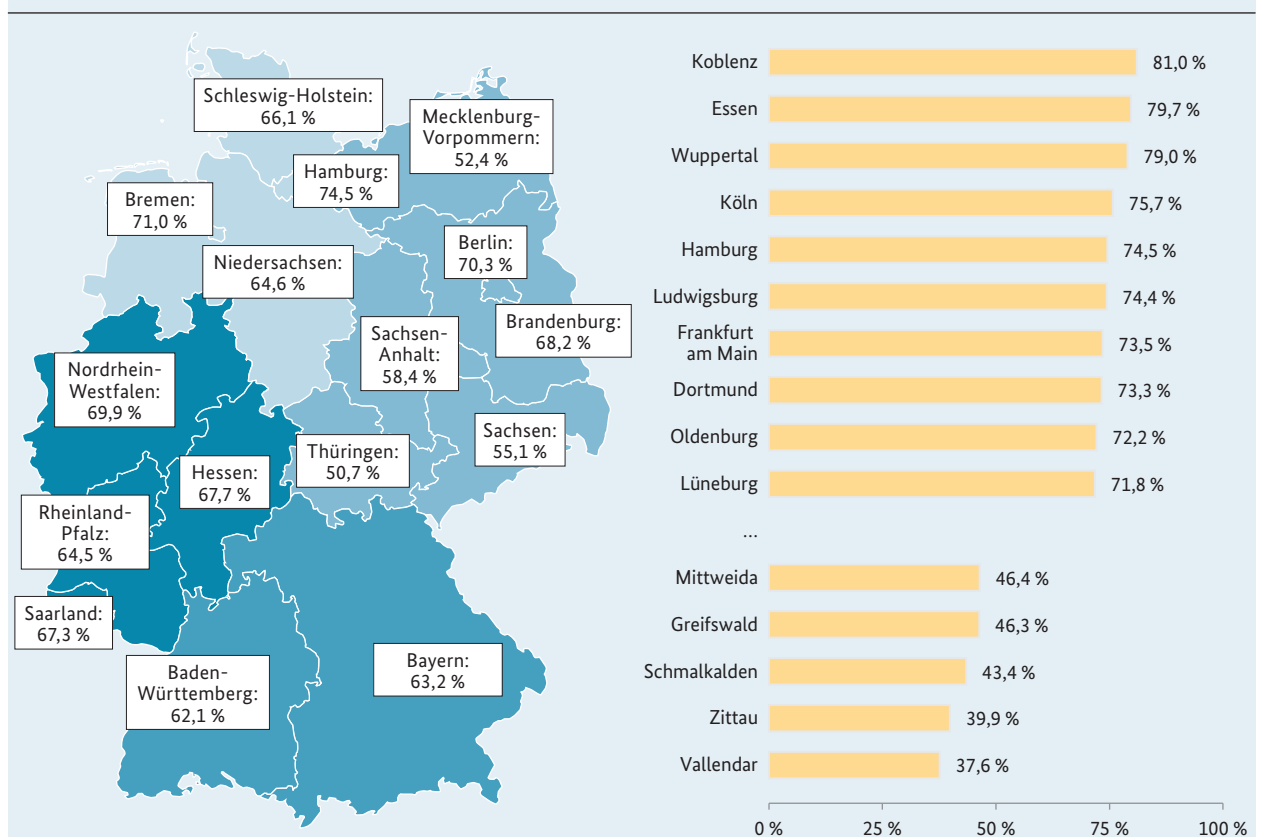 Schleswig-Holstein:
66,1 %
Mecklenburg-
Vorpommern:
52,4 %
Hamburg:
74,5 %
Bremen:
71,0 %
Berlin:
70,3 %
Niedersachsen:
64,6 %
Brandenburg:
68,2 %
Sachsen-
Anhalt:
58,4 %
Nordrhein-
Westfalen:
69,9 %
Sachsen:
55,1 %
Thüringen:
50,7 %
Hessen:
67,7 %
Rheinland-
Pfalz:
64,5 %
Saarland:
67,3 %
Bayern:
63,2 %
Baden-
Württemberg:
62,1 %
Koblenz 81,0 %
Essen 79,7 %
Wuppertal 79,0 %
Köln 75,7 %
Hamburg 74,5 %
Ludwigsburg 74,4 %
Frankfurt
am Main 73,5 %
Dortmund 73,3 %
Oldenburg 72,2 %
Lüneburg 71,8 %
...
Mittweida 46,4 %
Greifswald 46,3 %
Schmalkalden 43,4 %
Zittau 39,9 %
Vallendar 37,6 %
0 % 25 % 50 % 75 % 100 %